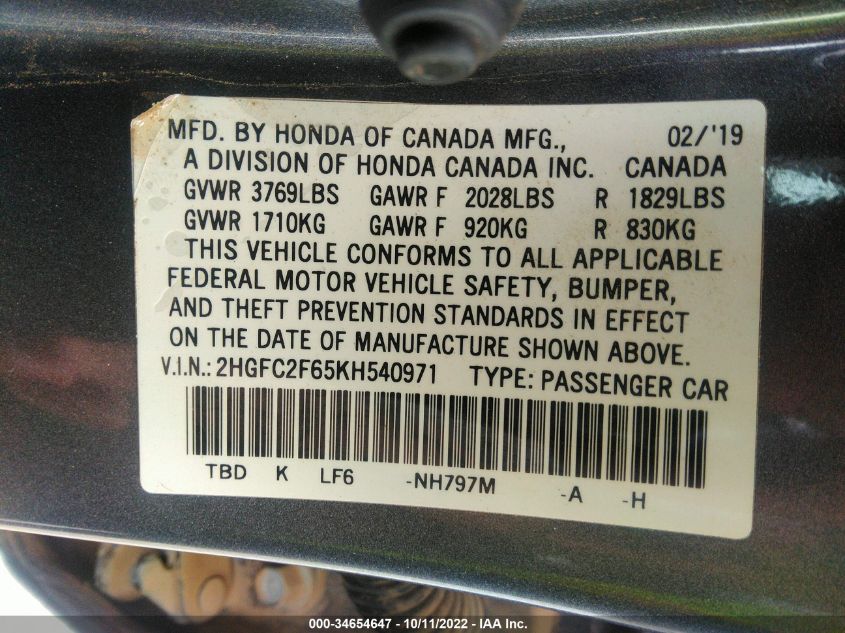 MFD. BY HONDA OF CANADA MFG., 02/'19
A DIVISION OF HONDA CANADA INC. CANADA
GVWR 3769LBS GAWR F 2028LBS R 1829LBS
GVWR 1710KG GAWR F 920KG R 830KG
THIS VEHICLE CONFORMS TO ALL APPLICABLE
FEDERAL MOTOR VEHICLE SAFETY, BUMPER,
AND THEFT PREVENTION STANDARDS IN EFFECT
ON THE DATE OF MANUFACTURE SHOWN ABOVE.
V.I.N.: 2HGFC2F65KH540971 TYPE: PASSENGER CAR
TBD K LF6 -NH797M -A -H
000-34654647 - 10/11/2022 - IAA Inc.